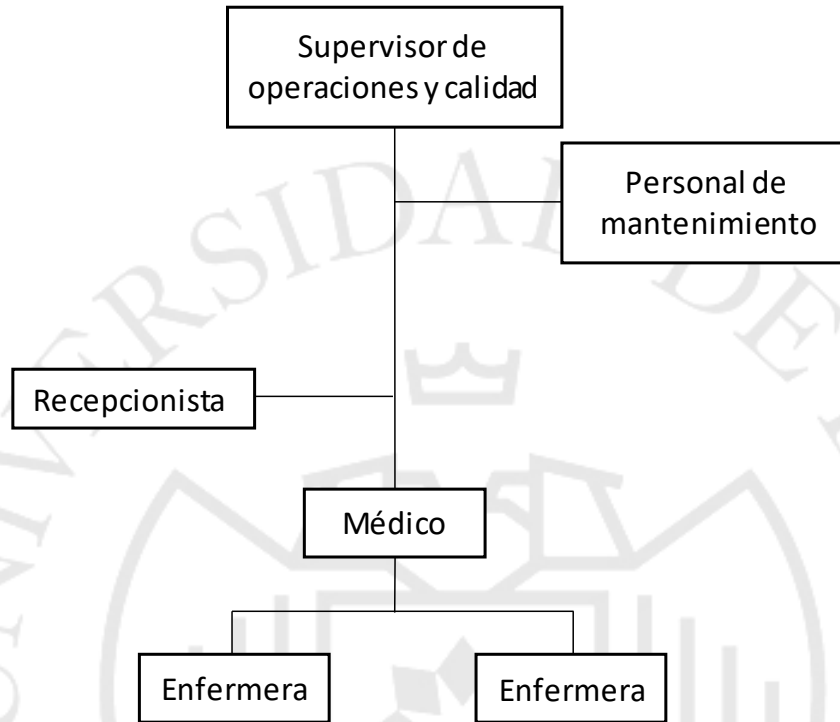 Supervisor de
operaciones y calidad
Personal de
mantenimiento
Recepcionista
Médico
Enfermera
Enfermera